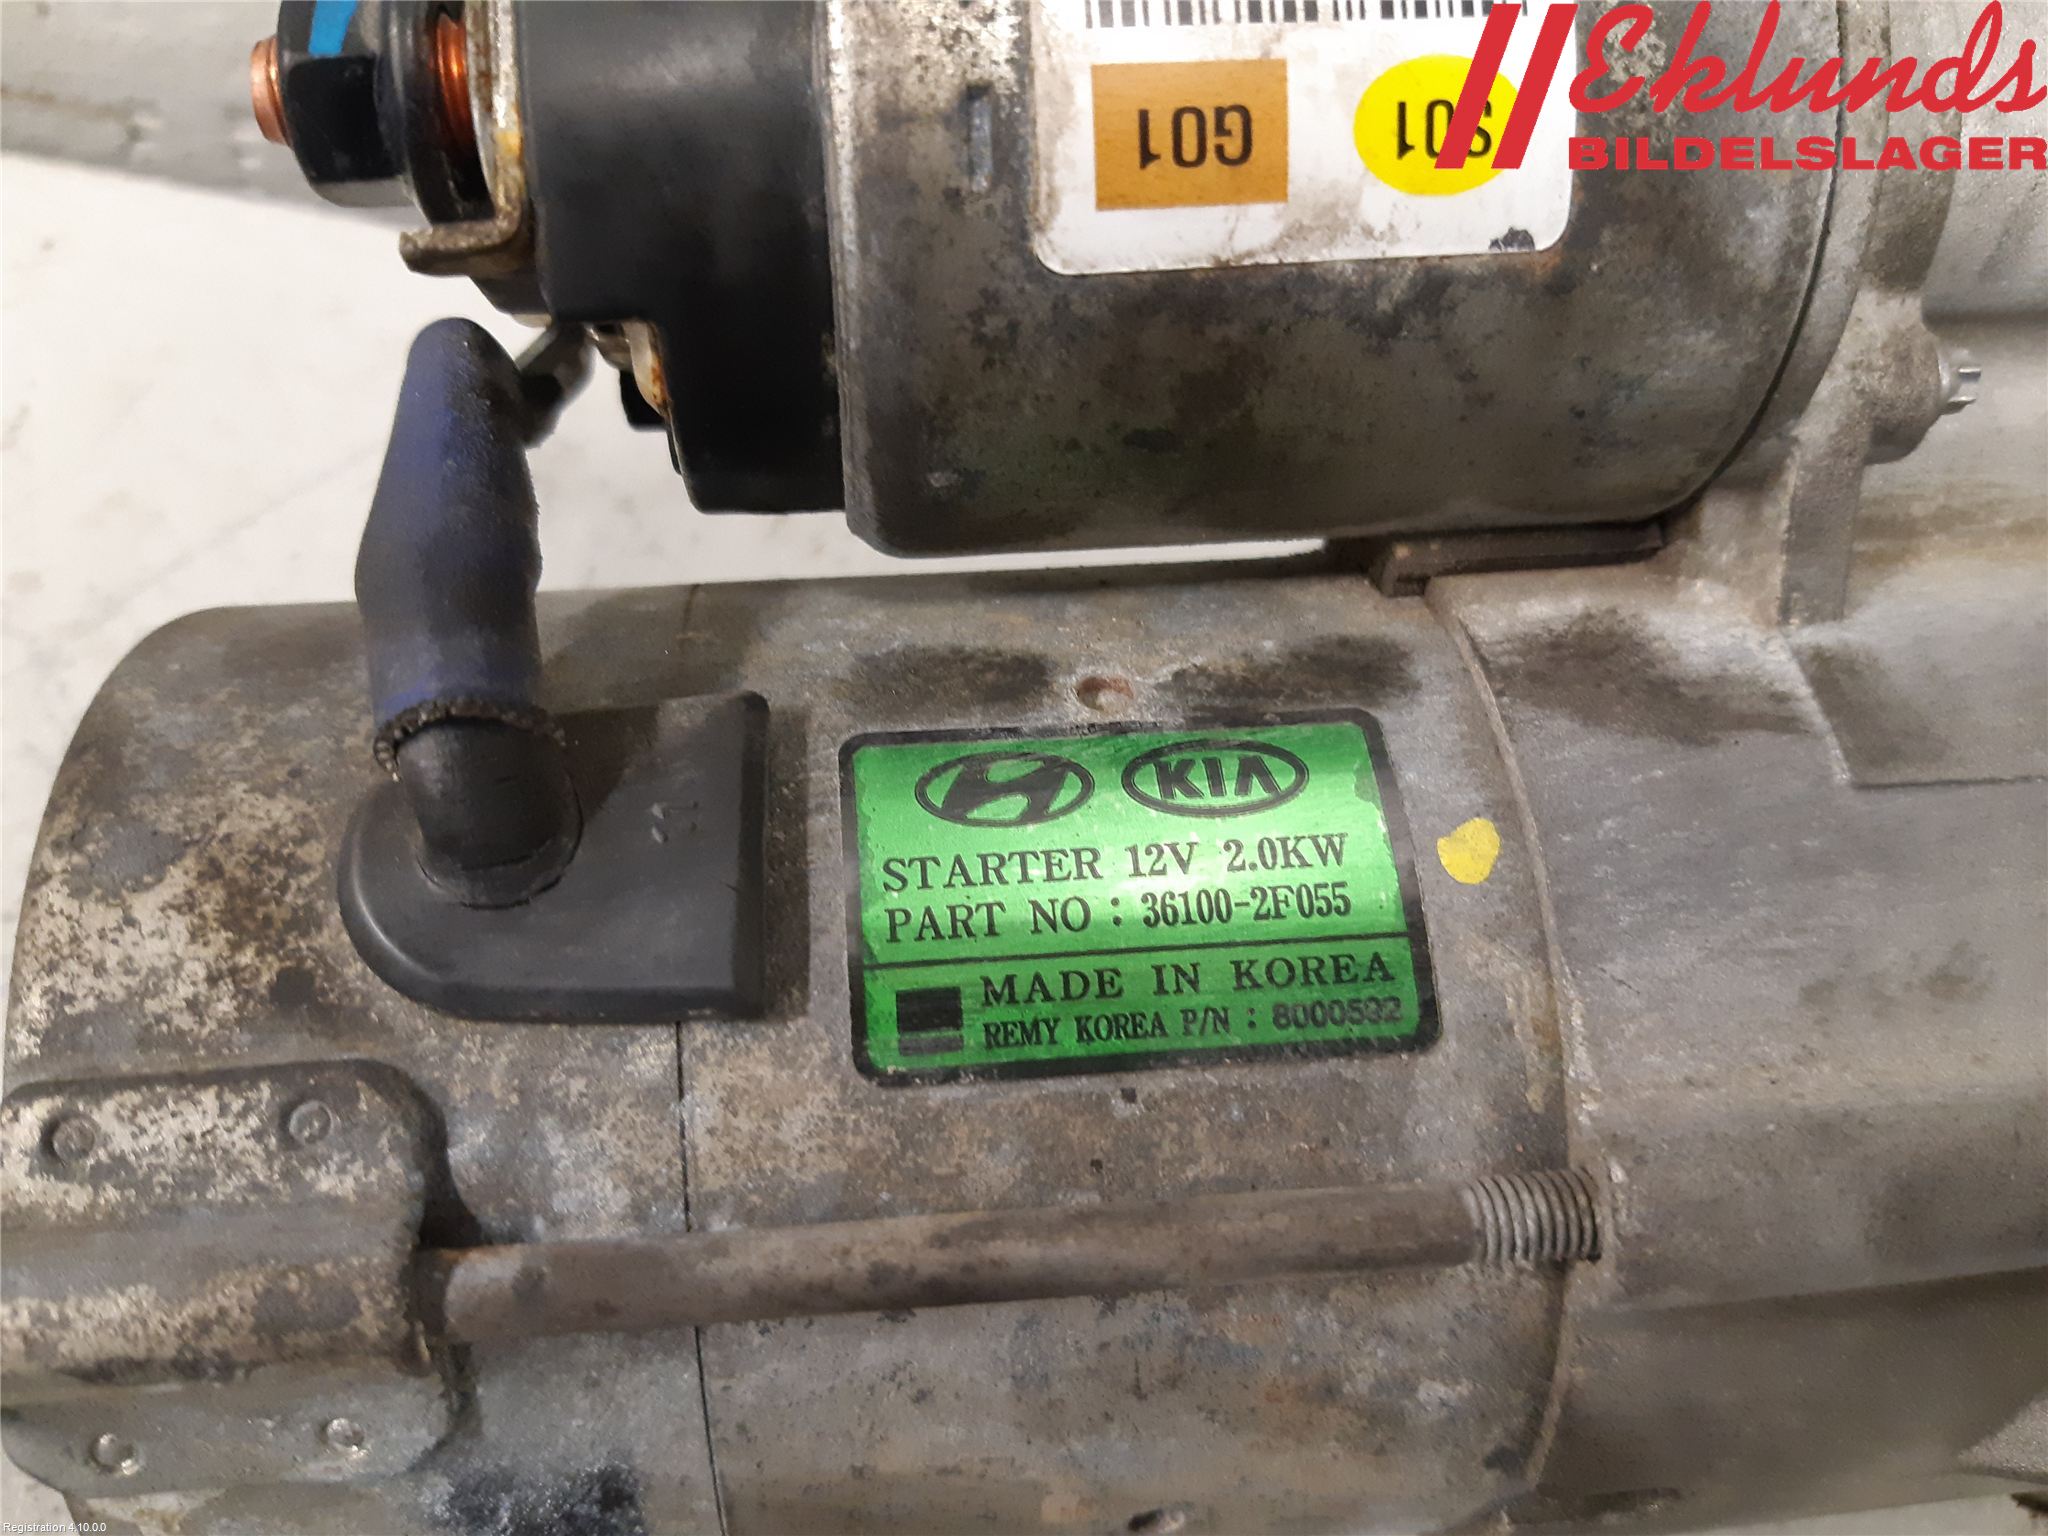 Eklunds
BILDELSLAGER
G01
S01
11
KIA
STARTER 12V 2.0KW
PART NO : 36100-2F055
MADE IN KOREA
REMY KOREA P/N : 8000532
Registration 4.10.0.0